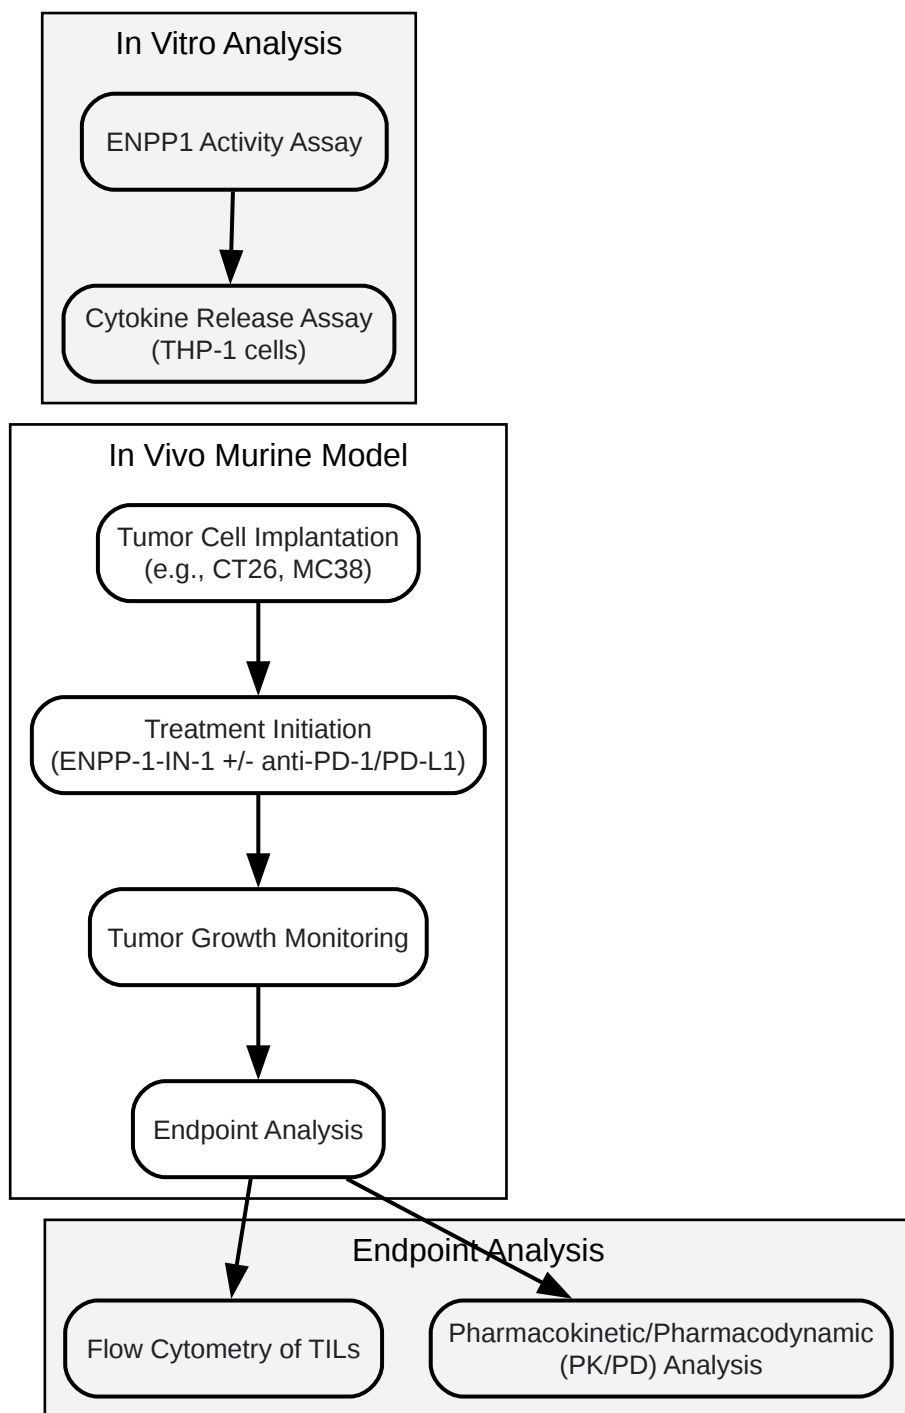 In Vitro Analysis
ENPP1 Activity Assay
Cytokine Release Assay
(THP-1 cells)
In Vivo Murine Model
Tumor Cell Implantation
(e.g., CT26, MC38)
Treatment Initiation
(ENPP-1-IN-1 +/- anti-PD-1/PD-L1)
Tumor Growth Monitoring
Endpoint Analysis
Endpoint Analysis
Flow Cytometry of TILs
Pharmacokinetic/Pharmacodynamic
(PK/PD) Analysis